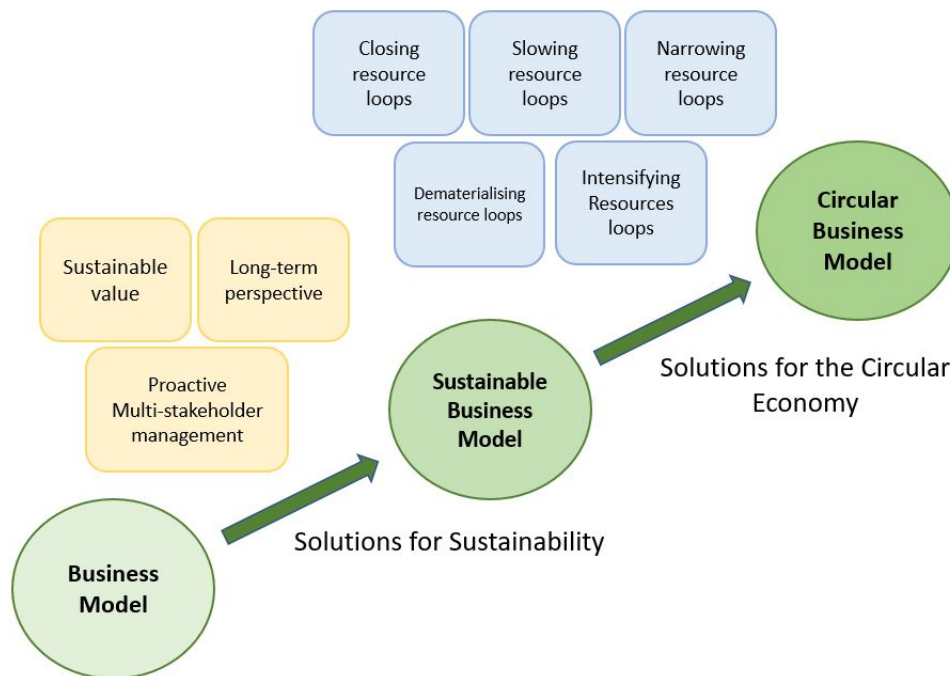 Closing
resource
loops
Slowing
resource
loops
Narrowing
resource
loops
Dematerialising
resource loops
Intensifying
Resources
loops
Circular
Business
Model
Sustainable
value
Long-term
perspective
Proactive
Multi-stakeholder
management
Sustainable
Business
Model
Solutions for the Circular
Economy
Solutions for Sustainability
Business
Model